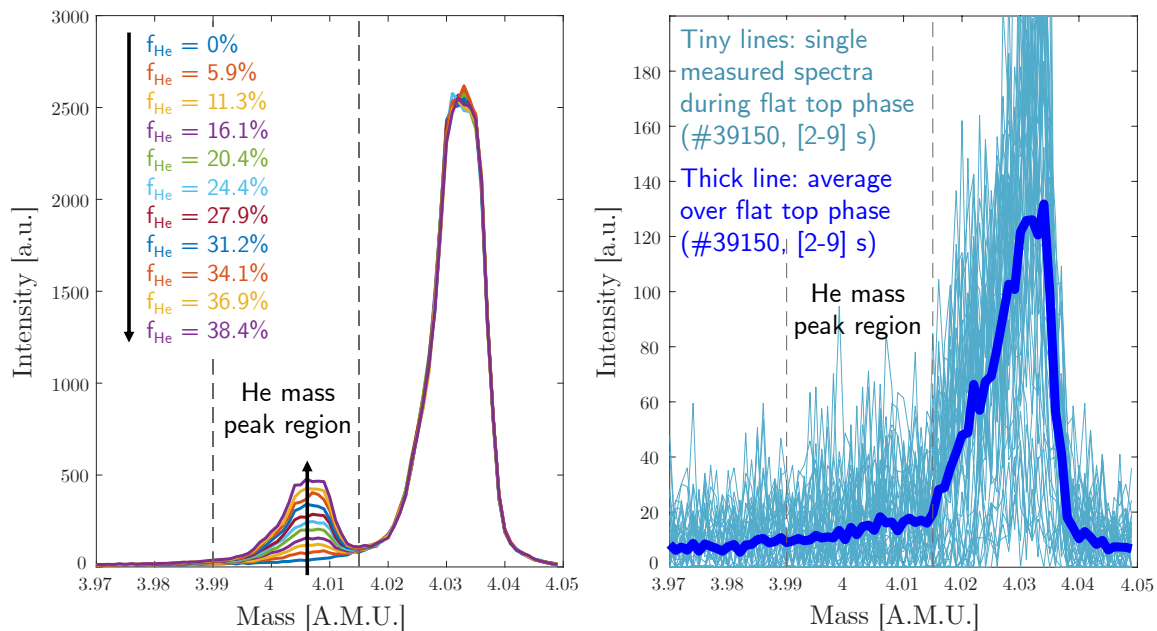 3000
2500
2000
1500
1000
500
0
Intensity [a.u.]
f_He = 0%
f_He = 5.9%
f_He = 11.3%
f_He = 16.1%
f_He = 20.4%
f_He = 24.4%
f_He = 27.9%
f_He = 31.2%
f_He = 34.1%
f_He = 36.9%
f_He = 38.4%
He mass
peak region
3.97 3.98 3.99 4 4.01 4.02 4.03 4.04 4.05
Mass [A.M.U.]
180
160
140
120
100
80
60
40
20
0
Intensity [a.u.]
Tiny lines: single
measured spectra
during flat top phase
(#39150, [2-9] s)
Thick line: average
over flat top phase
(#39150, [2-9] s)
He mass
peak region
3.97 3.98 3.99 4 4.01 4.02 4.03 4.04 4.05
Mass [A.M.U.]